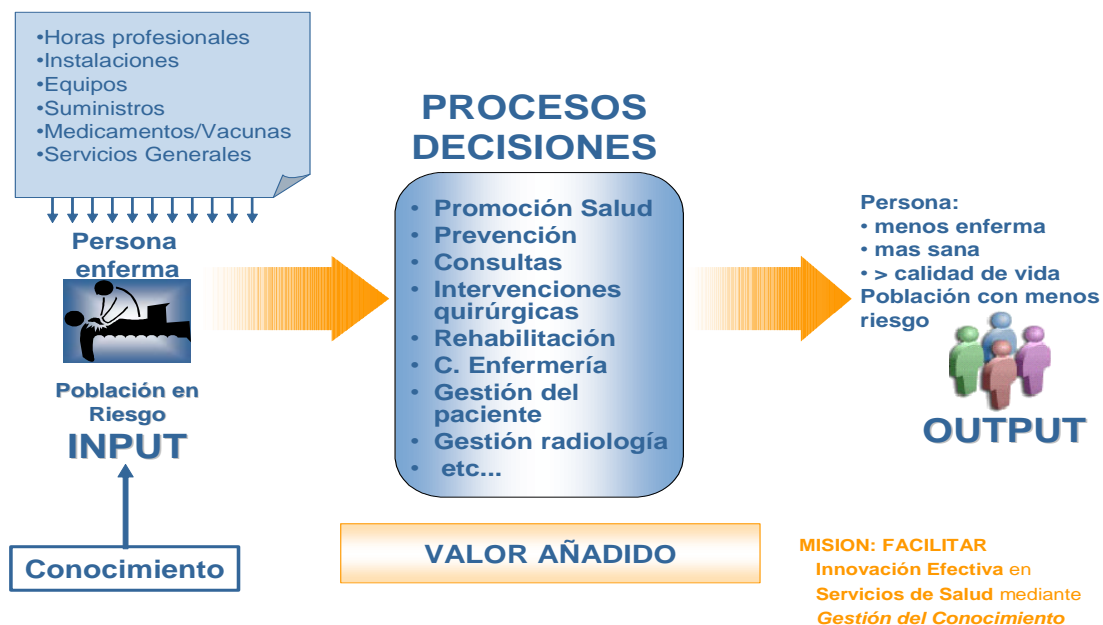 •Horas profesionales
•Instalaciones
•Equipos
•Suministros
•Medicamentos/Vacunas
•Servicios Generales
Persona
enferma
Población en
Riesgo
INPUT
Conocimiento
PROCESOS
DECISIONES
• Promoción Salud
• Prevención
• Consultas
• Intervenciones
quirúrgicas
• Rehabilitación
• C. Enfermería
• Gestión del
paciente
• Gestión radiología
• etc...
VALOR AÑADIDO
Persona:
• menos enferma
• mas sana
• > calidad de vida
Población con menos
riesgo
OUTPUT
MISION: FACILITAR
Innovación Efectiva en
Servicios de Salud mediante
Gestión del Conocimiento